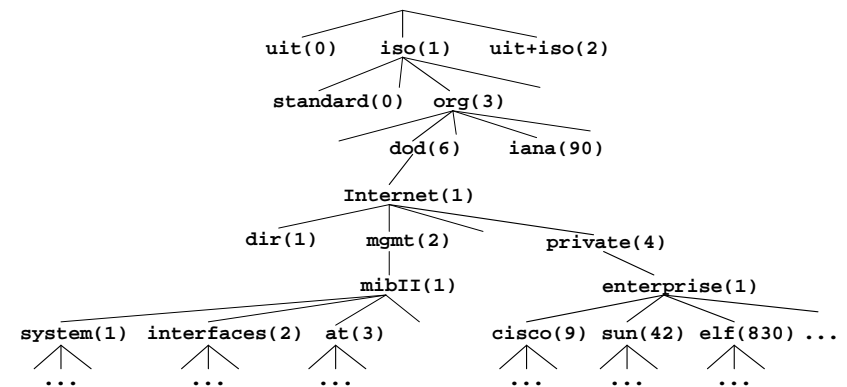 uit(0) iso(1) uit+iso(2)
standard(0) org(3)
dod(6) iana(90)
Internet(1)
dir(1) mgmt(2) private(4)
mibII(1) enterprise(1)
system(1) interfaces(2) at(3) cisco(9) sun(42) elf(830) ...
... ... ... ... ... ...